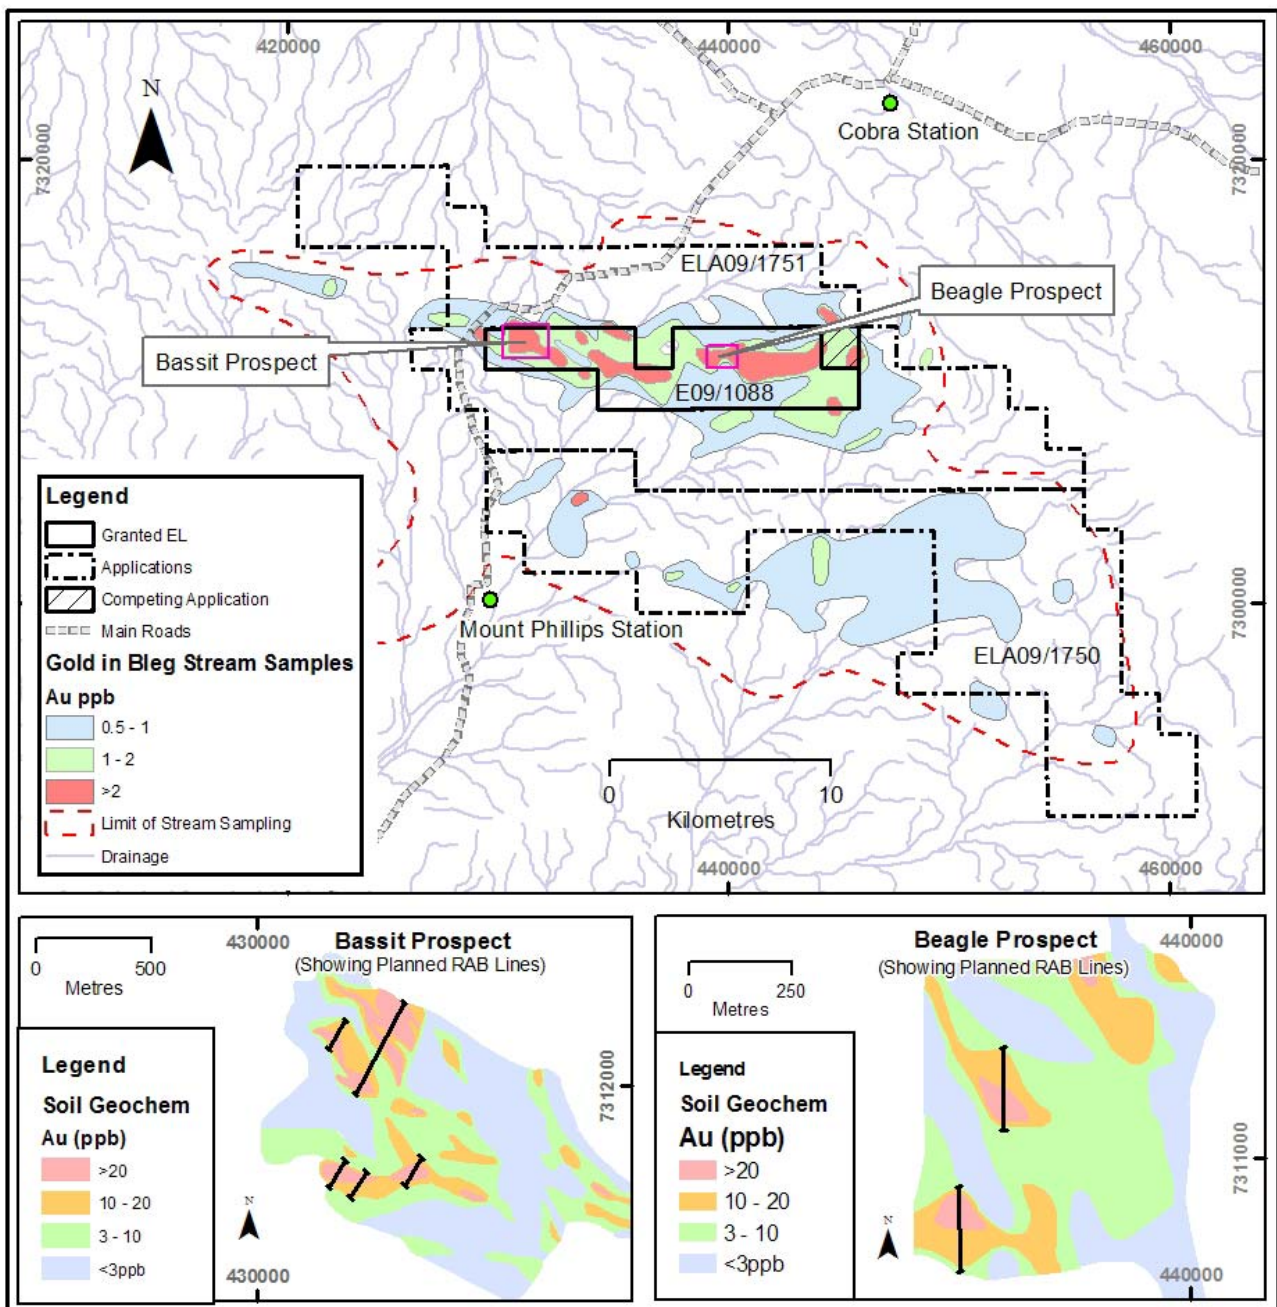 420000
440000
460000
N
Cobra Station
7320000
7320000
ELA09/1751
Beagle Prospect
Bassit Prospect
E09/1088
Legend
Granted EL
Applications
Competing Application
Main Roads
Gold in Bleg Stream Samples
Au ppb
0.5 - 1
1 - 2
>2
Limit of Stream Sampling
Drainage
7300000
Mount Phillips Station
ELA09/1750
0
10
Kilometres
440000
460000
430000
Bassit Prospect
(Showing Planned RAB Lines)
0
500
Metres
Legend
Soil Geochem
Au (ppb)
>20
10 - 20
3 - 10
<3ppb
N
7312000
430000
440000
Beagle Prospect
(Showing Planned RAB Lines)
0
250
Metres
Legend
Soil Geochem
Au (ppb)
>20
10 - 20
3 - 10
<3ppb
N
7311000
440000